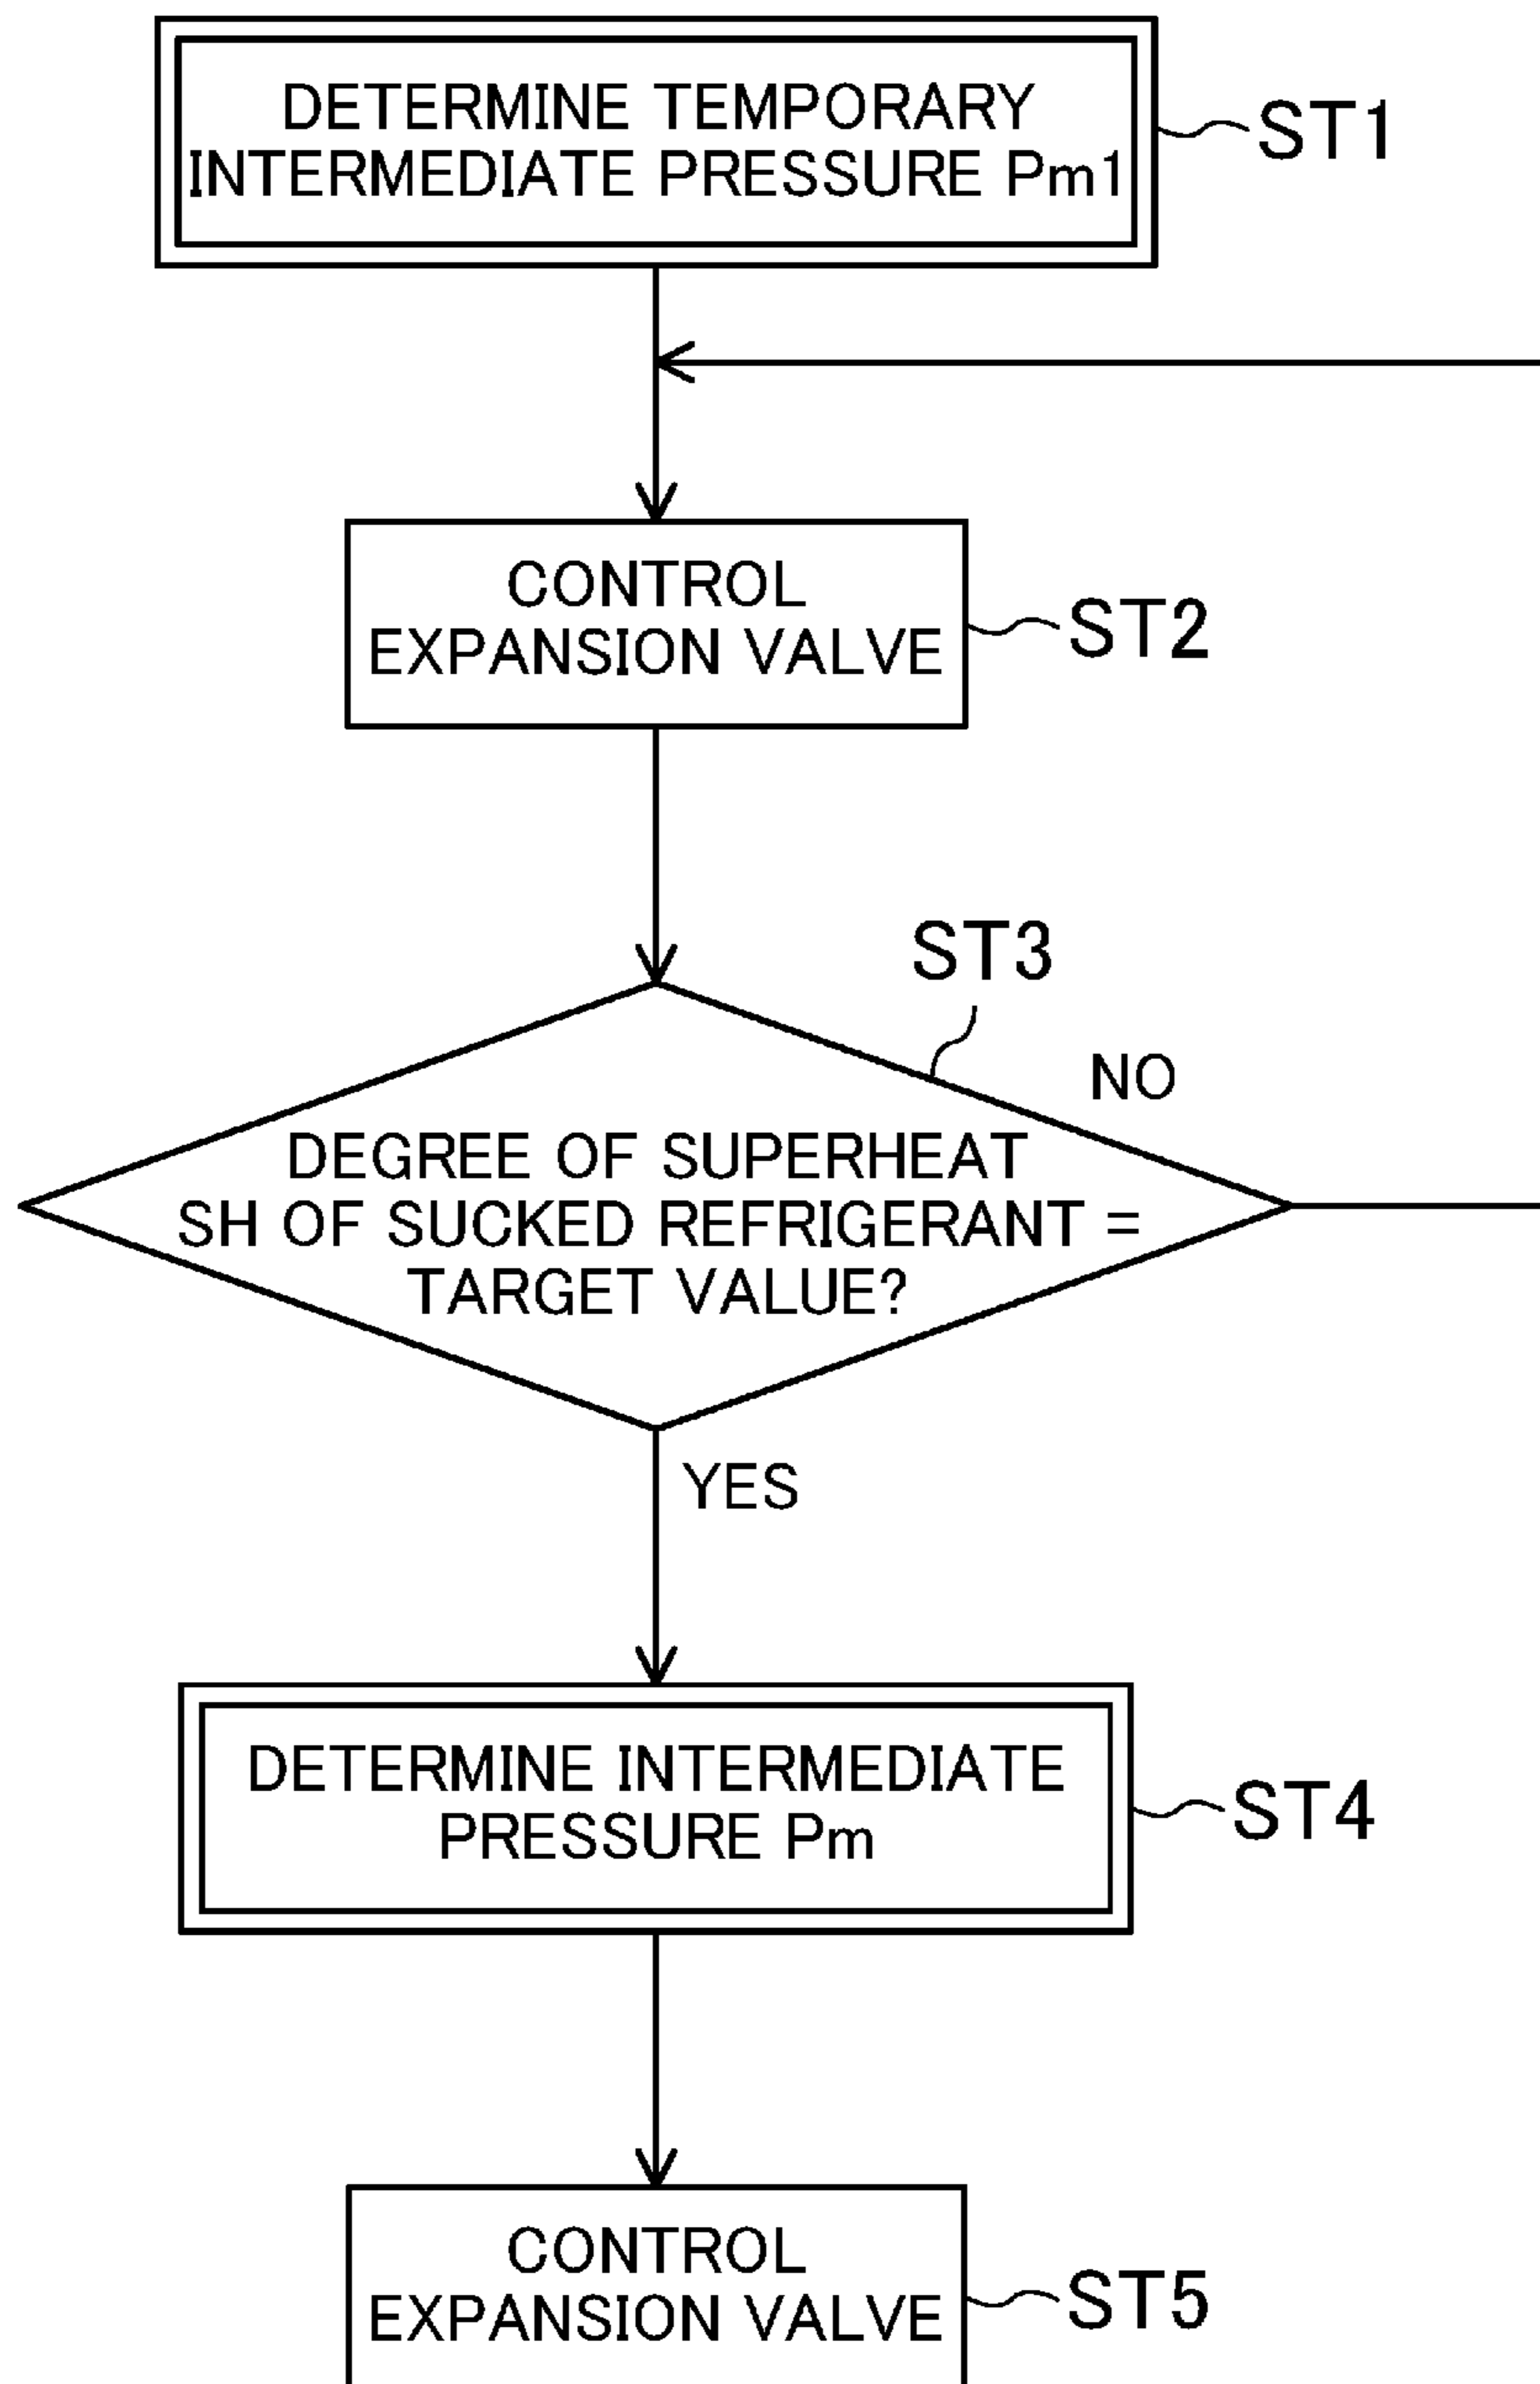 DETERMINE TEMPORARY
INTERMEDIATE PRESSURE Pm1
ST1
CONTROL
EXPANSION VALVE
ST2
ST3
NO
DEGREE OF SUPERHEAT
SH OF SUCKED REFRIGERANT =
TARGET VALUE?
YES
DETERMINE INTERMEDIATE
PRESSURE Pm
ST4
CONTROL
EXPANSION VALVE
ST5